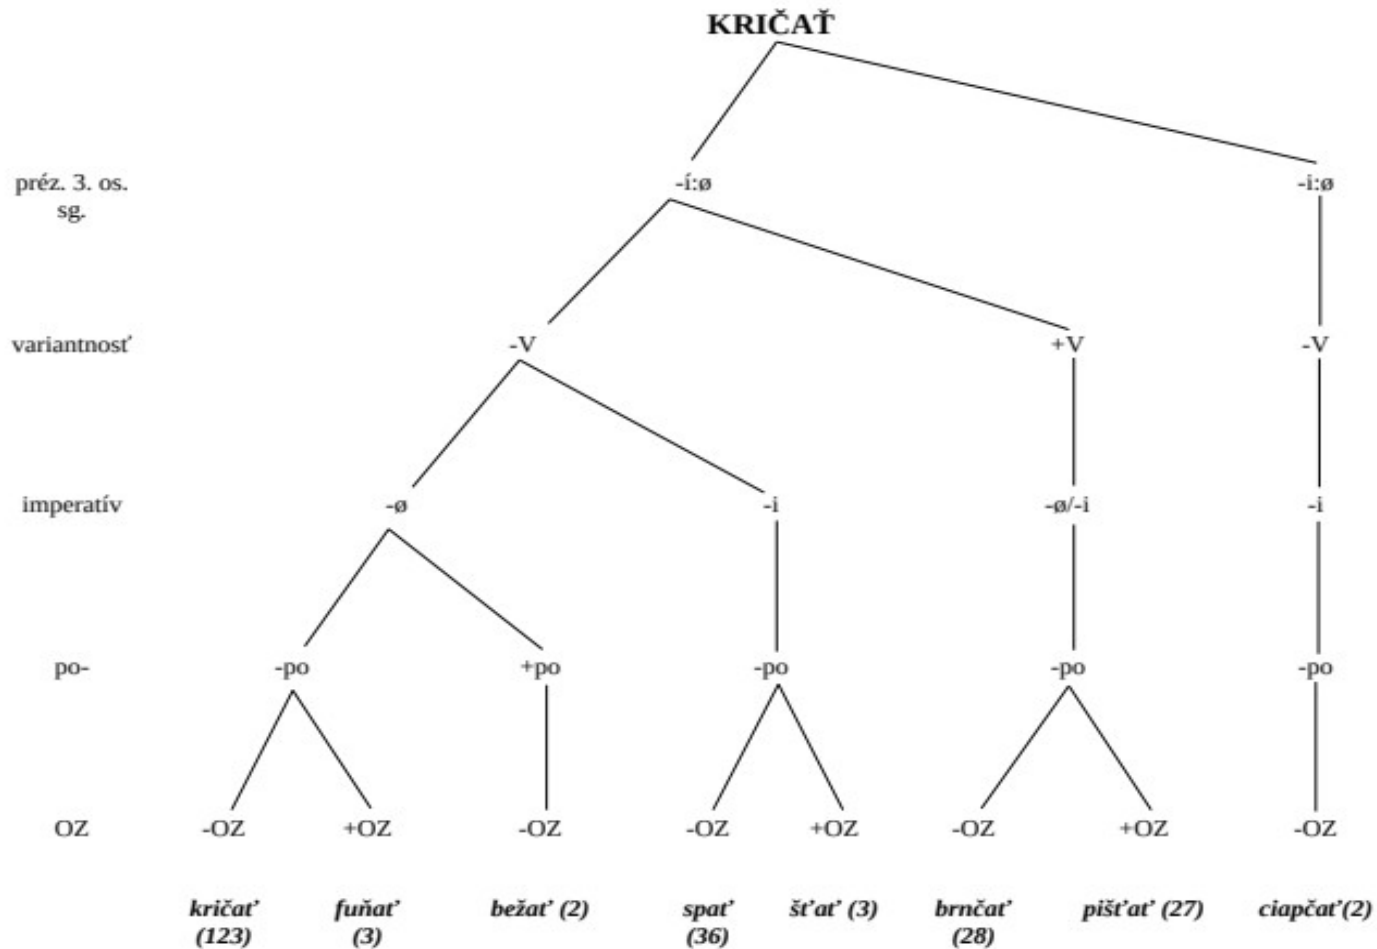 KRIČAŤ
préz. 3. os.
sg.
-í:ø
-i:ø
variantnosť
-V
+V
-V
imperatív
-ø
-i
-ø/-i
-i
po-
-po
+po
-po
-po
-po
OZ
-OZ
+OZ
-OZ
-OZ
+OZ
-OZ
+OZ
-OZ
kričať
(123)
fuňať
(3)
bežať (2)
spať
(36)
šťať (3)
brnčať
(28)
pišťať (27)
ciapčať(2)